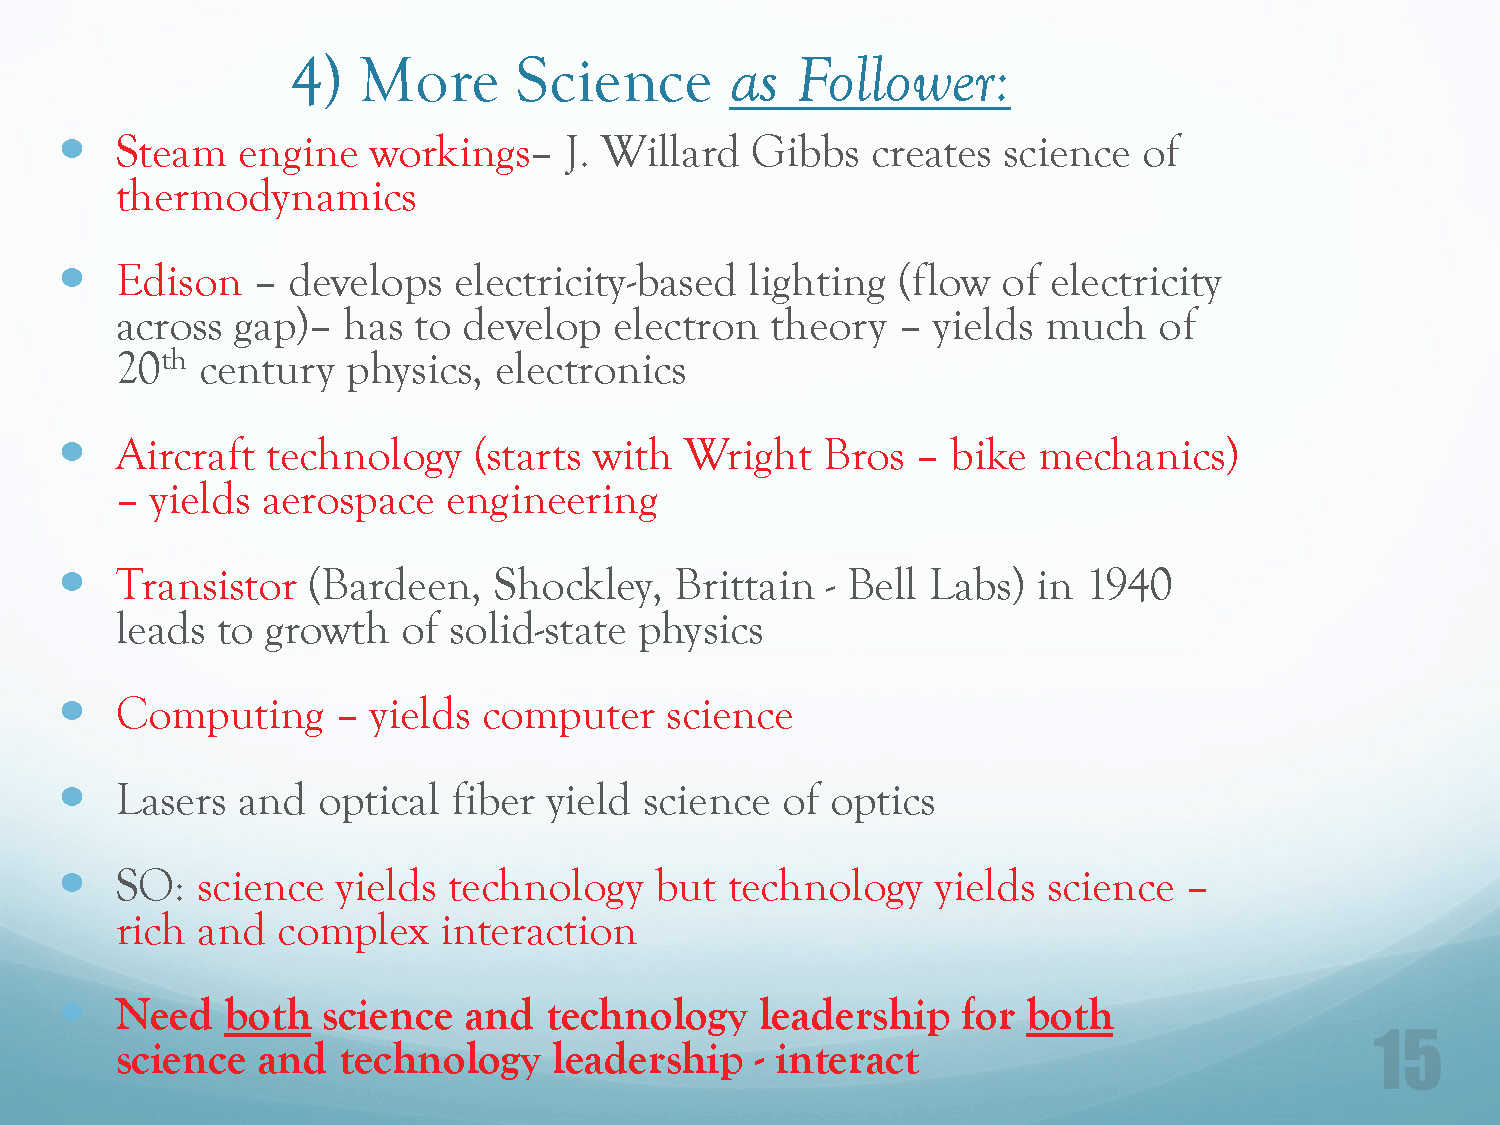 4) More Science as Follower:
• Steam engine workings– J. Willard Gibbs creates science of
thermodynamics
• Edison – develops electricity-based lighting (flow of electricity
across gap)– has to develop electron theory – yields much of
20th century physics, electronics
• Aircraft technology (starts with Wright Bros – bike mechanics)
– yields aerospace engineering
• Transistor (Bardeen, Shockley, Brittain - Bell Labs) in 1940
leads to growth of solid-state physics
• Computing – yields computer science
• Lasers and optical fiber yield science of optics
• SO: science yields technology but technology yields science –
rich and complex interaction
• Need both science and technology leadership for both
science and technology leadership - interact
15